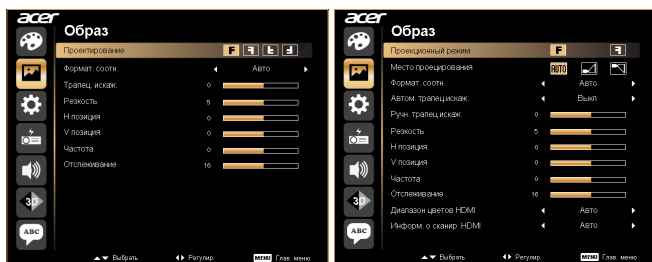 acer
Образ
Проектирование F F F F
Формат. соотн. Авто
Трапец. искаж. 0
Резкость 5
H позиция 0
V позиция 0
Частота 0
Отслеживание 16
3D
ABC
Выбрать Регулир. MENU Глав. меню
acer
Образ
Проекционный режим F F
Место проецирования AUTO
Формат. соотн. Авто
Автом. трапец.искаж. Выкл
Ручн. трапец.искаж. 0
Резкость 5
H позиция 0
V позиция 0
Частота 0
Отслеживание 16
Диапазон цветов HDMI Авто
Информ. о сканир. HDMI Авто
3D
ABC
Выбрать Регулир. MENU Глав. меню